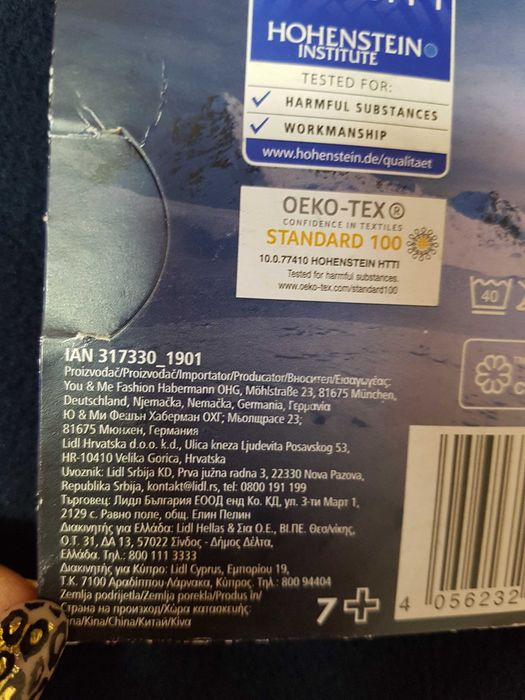 HOHENSTEIN
INSTITUTE
TESTED FOR:
✓ HARMFUL SUBSTANCES
✓ WORKMANSHIP
www.hohenstein.de/qualitaet
OEKO-TEX®
CONFIDENCE IN TEXTILES
STANDARD 100
10.0.77410 HOHENSTEIN HTTI
Tested for harmful substances.
www.oeko-tex.com/standard100
40
IAN 317330_1901
Proizvođač/Proizvođač/Importator/Producator/Вносител/Εισαγωγέας:
You & Me Fashion Habermann OHG, Möhlstraße 23, 81675 München,
Deutschland, Njemačka, Nemačka, Germania, Германия
Ю & Ми Фешън Хаберман ОХГ; Мьолщрасе 23;
81675 Мюнхен, Германия
Lidl Hrvatska d.o.o. k.d., Ulica kneza Ljudevita Posavskog 53,
HR-10410 Velika Gorica, Hrvatska
Uvoznik: Lidl Srbija KD, Prva južna radna 3, 22330 Nova Pazova,
Republika Srbija, kontakt@lidl.rs, tel: 0800 191 199
Търговец: Лидл България ЕООД енд Ко. КД, ул. 3-ти Март 1,
2129 с. Равно поле, общ. Елин Пелин
Διακινητής για Ελλάδα: Lidl Hellas & Σια Ο.Ε., ΒΙ.ΠΕ. Θεσ/νίκης,
Ο.Τ. 31, ΔΑ 13, 57022 Σίνδος - Δήμος Δέλτα,
Ελλάδα. Τηλ.: 800 111 3333
Διακινητής για Κύπρο: Lidl Cyprus, Εμπορίου 19,
Τ.Κ. 7100 Αραδίππου-Λάρνακα, Κύπρος. Τηλ.: 800 94404
Zemlja podrijetla/Zemlja porekla/Produs în/
Страна на произход/Χώρα κατασκευής:
ina/Kina/China/Китай/Κίνα
7+
4 056232